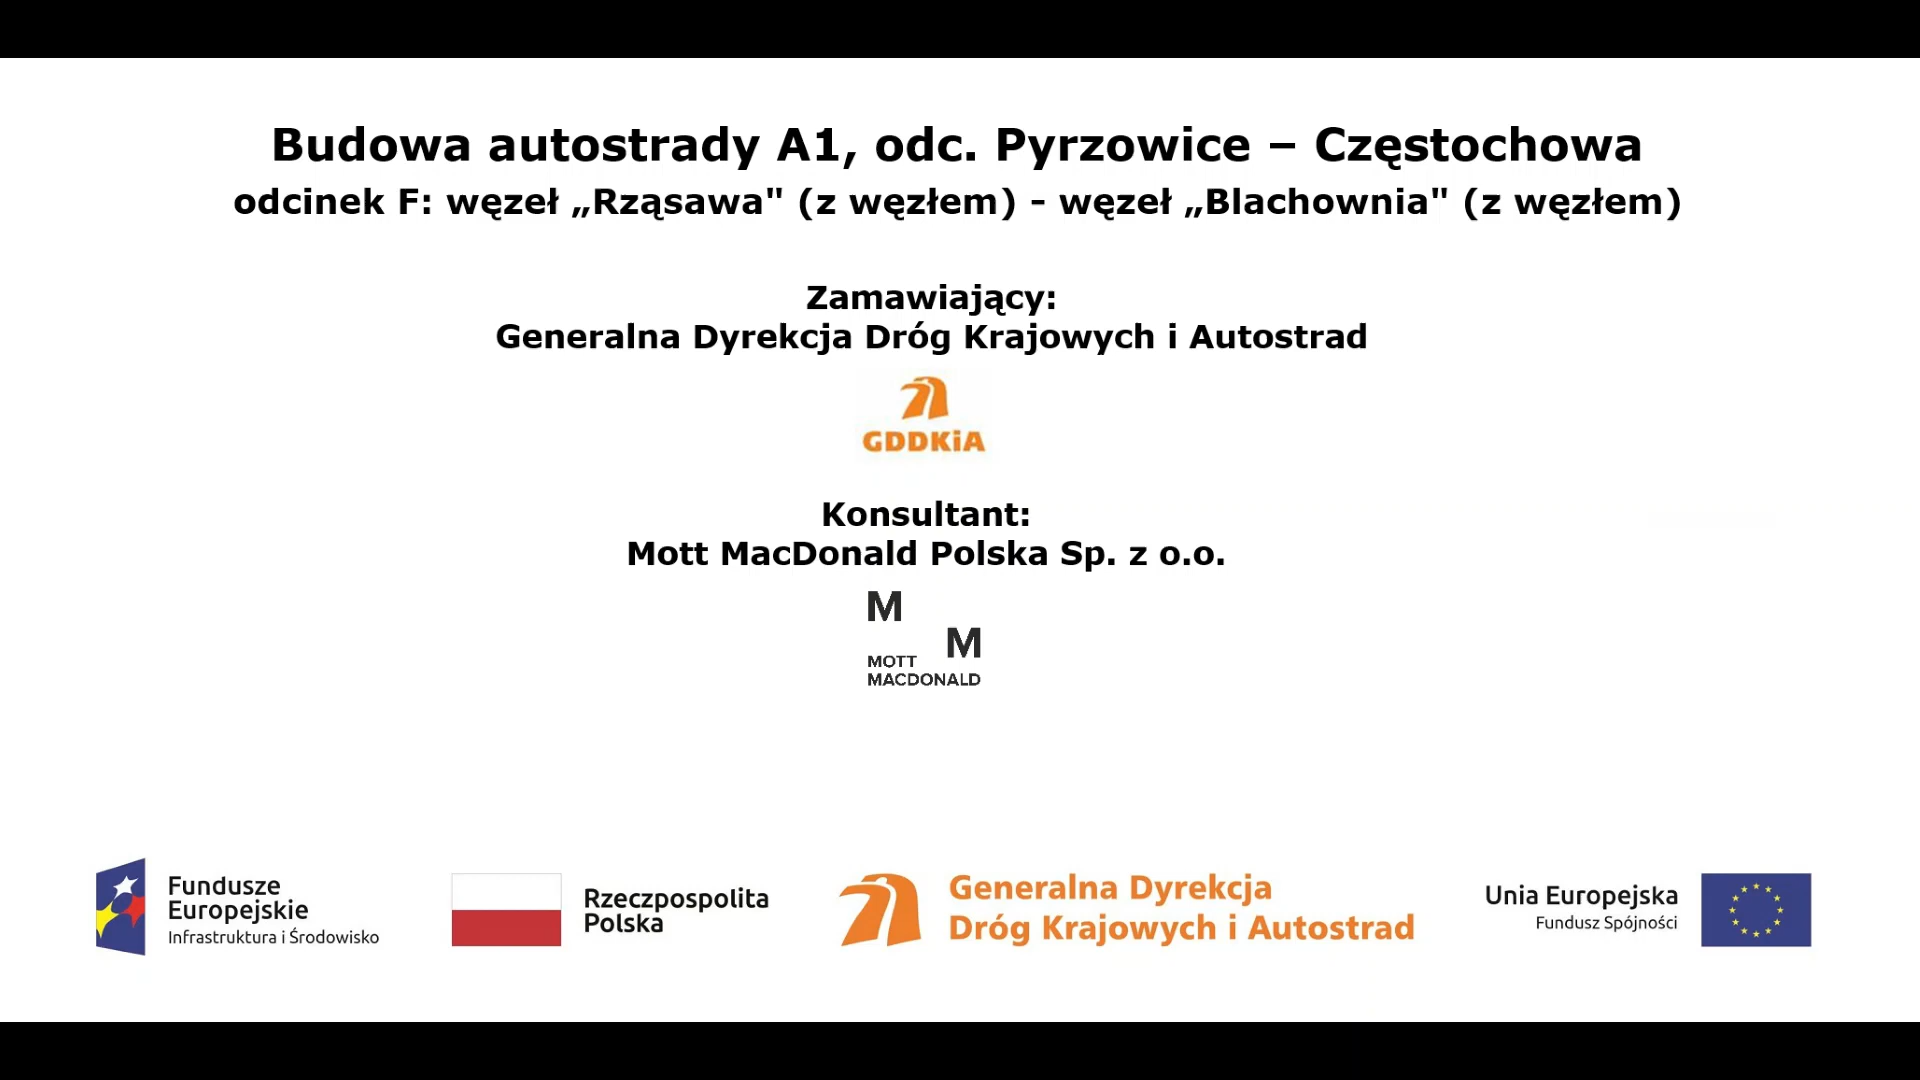 Budowa autostrady A1, odc. Pyrzowice – Częstochowa
odcinek F: węzeł „Rząsawa" (z węzłem) - węzeł „Blachownia" (z węzłem)
Zamawiający:
Generalna Dyrekcja Dróg Krajowych i Autostrad
GDDKiA
Konsultant:
Mott MacDonald Polska Sp. z o.o.
M
M
MOTT
MACDONALD
Fundusze
Europejskie
Infrastruktura i Środowisko
Rzeczpospolita
Polska
Generalna Dyrekcja
Dróg Krajowych i Autostrad
Unia Europejska
Fundusz Spójności